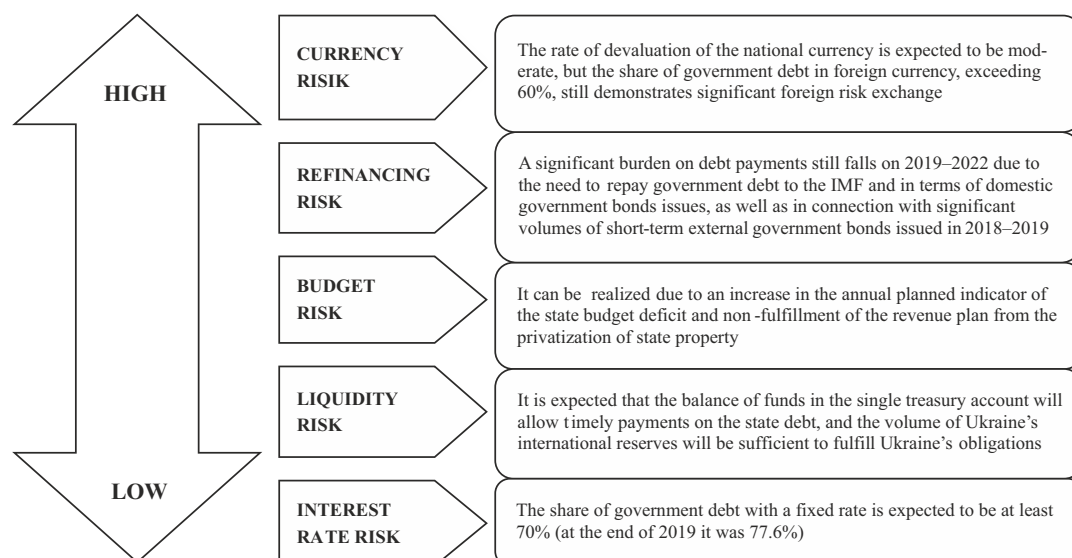 HIGH
CURRENCY
RISIK
The rate of devaluation of the national currency is expected to be mod-
erate, but the share of government debt in foreign currency, exceeding
60%, still demonstrates significant foreign risk exchange
REFINANCING
RISK
A significant burden on debt payments still falls on 2019–2022 due to
the need to repay government debt to the IMF and in terms of domestic
government bonds issues, as well as in connection with significant
volumes of short-term external government bonds issued in 2018–2019
BUDGET
RISK
It can be realized due to an increase in the annual planned indicator of
the state budget deficit and non-fulfillment of the revenue plan from the
privatization of state property
LIQUIDITY
RISK
It is expected that the balance of funds in the single treasury account will
allow timely payments on the state debt, and the volume of Ukraine’s
international reserves will be sufficient to fulfill Ukraine’s obligations
LOW
INTEREST
RATE RISK
The share of government debt with a fixed rate is expected to be at least
70% (at the end of 2019 it was 77.6%)